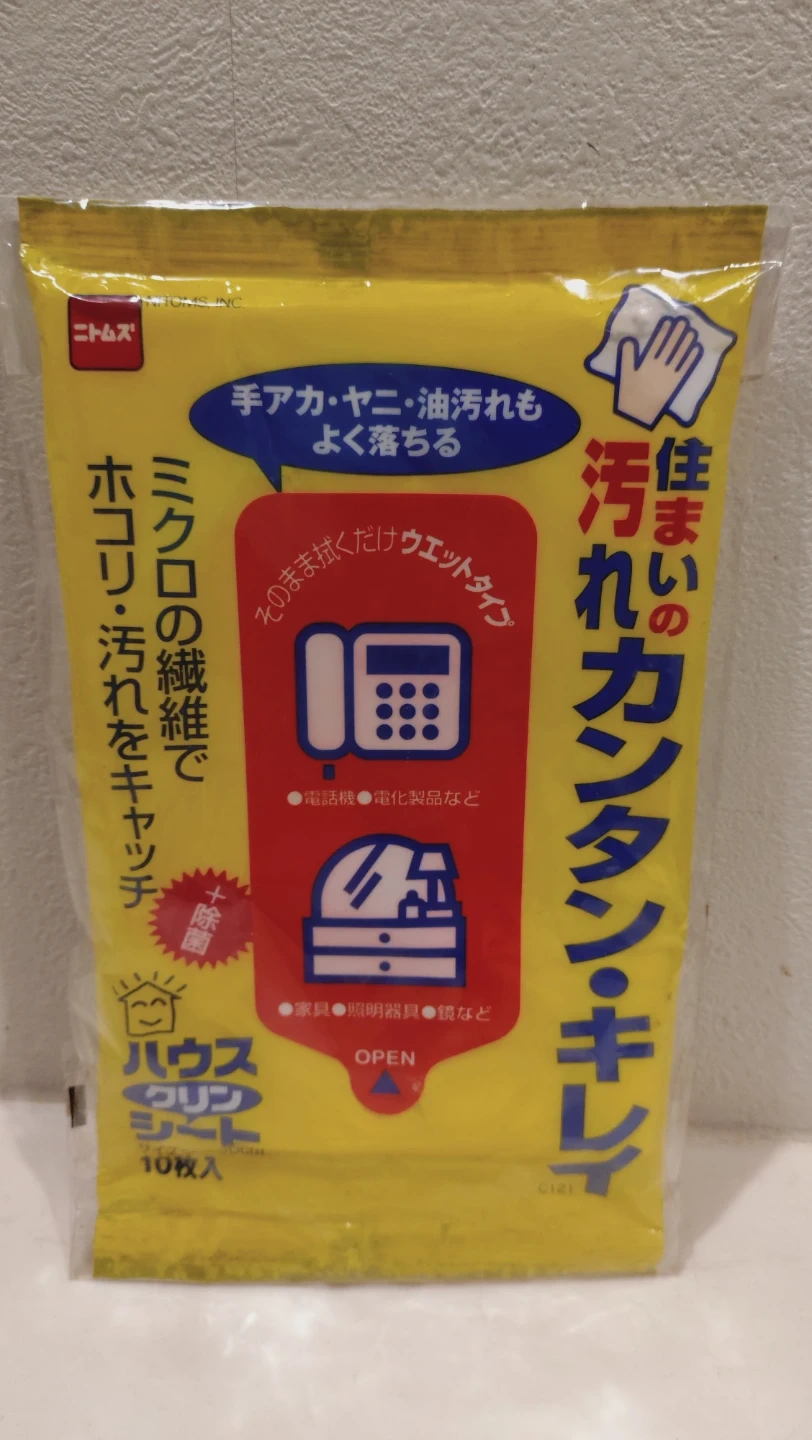 ニトムズ
NITOMS, INC.
手アカ・ヤニ・油汚れも
よく落ちる
住まいの
汚れカンタン・キレイ
ミクロの繊維で
ホコリ・汚れをキャッチ
そのまま拭くだけウエットタイプ
●電話機●電化製品など
+除菌
●家具●照明器具●鏡など
OPEN
ハウス
クリン
シート
10枚入
C121